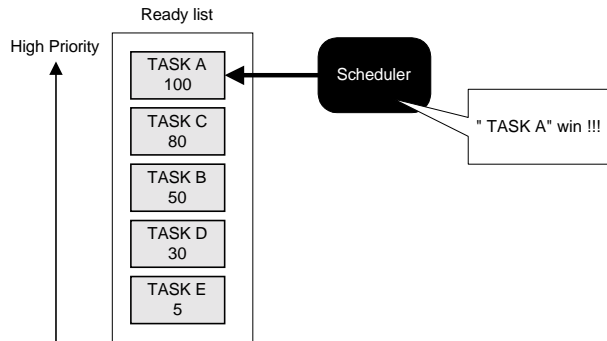 Ready list
High Priority
TASK A
100
Scheduler
TASK C
80
" TASK A" win !!!
TASK B
50
TASK D
30
TASK E
5